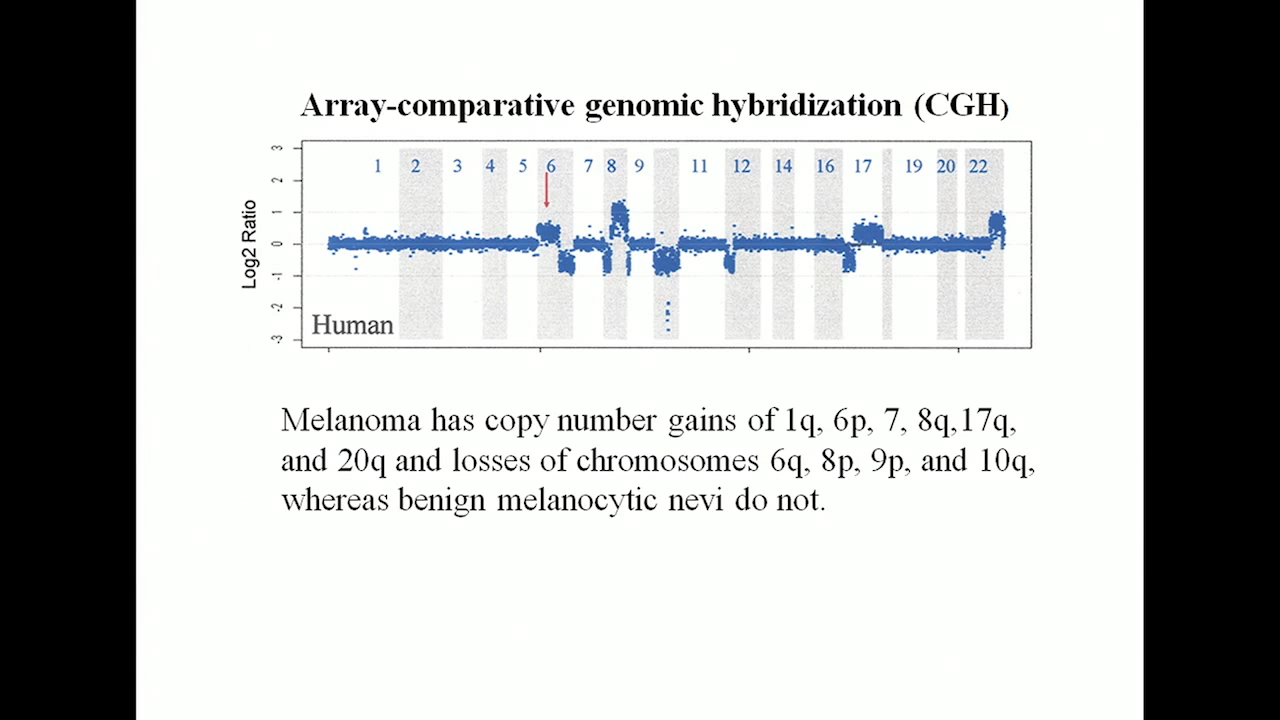 Array-comparative genomic hybridization (CGH)
3
2
1
0
-1
-2
-3
Log2 Ratio
1 2 3 4 5 6 7 8 9 11 12 14 16 17 19 20 22
Human
Melanoma has copy number gains of 1q, 6p, 7, 8q,17q,
and 20q and losses of chromosomes 6q, 8p, 9p, and 10q,
whereas benign melanocytic nevi do not.